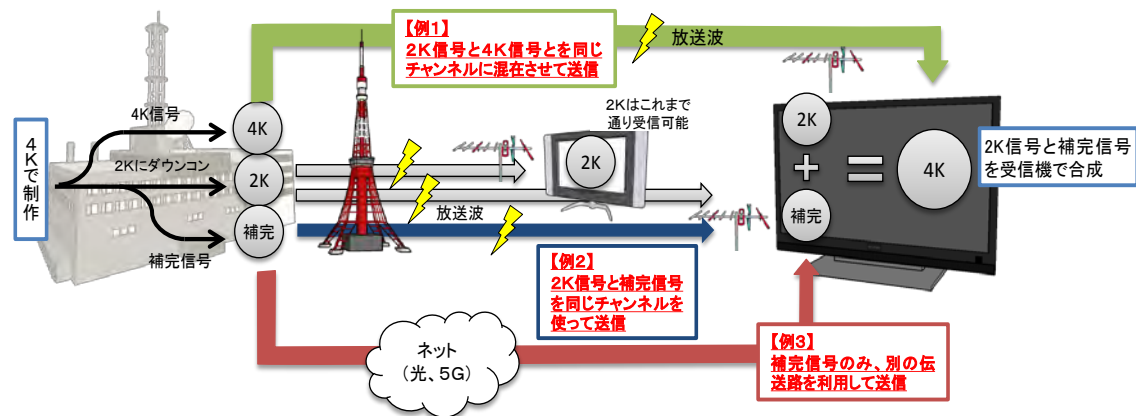 【例1】
2K信号と4K信号とを同じ
チャンネルに混在させて送信
放送波
4Kで制作
4K信号
2Kにダウンコン
補完信号
4K
2K
補完
2Kはこれまで
通り受信可能
2K
放送波
2K
+
補完
=
4K
2K信号と補完信号
を受信機で合成
【例2】
2K信号と補完信号
を同じチャンネルを
使って送信
ネット
(光、5G)
【例3】
補完信号のみ、別の伝
送路を利用して送信